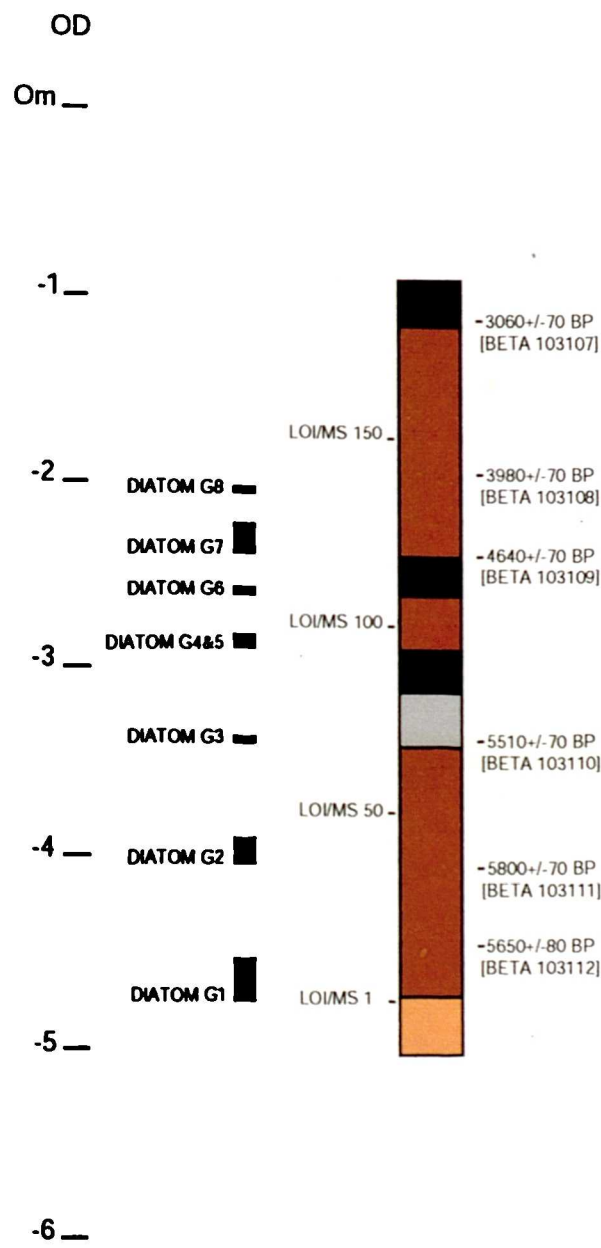 OD
Om
-1
-3060+/-70 BP
[BETA 103107]
LOI/MS 150
-2
-3980+/-70 BP
[BETA 103108]
DIATOM G8
DIATOM G7
-4640+/-70 BP
[BETA 103109]
DIATOM G6
LOI/MS 100
DIATOM G4&5
-3
DIATOM G3
-5510+/-70 BP
[BETA 103110]
LOI/MS 50
-4
DIATOM G2
-5800+/-70 BP
[BETA 103111]
-5650+/-80 BP
[BETA 103112]
DIATOM G1
LOI/MS 1
-5
-6